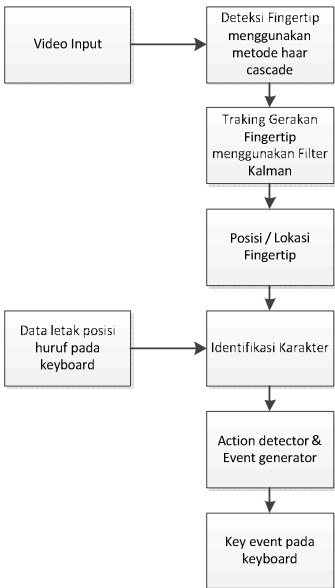 Video Input
Deteksi Fingertip
menggunakan
metode haar
cascade
Traking Gerakan
Fingertip
menggunakan Filter
Kalman
Posisi / Lokasi
Fingertip
Data letak posisi
huruf pada
keyboard
Identifikasi Karakter
Action detector &
Event generator
Key event pada
keyboard